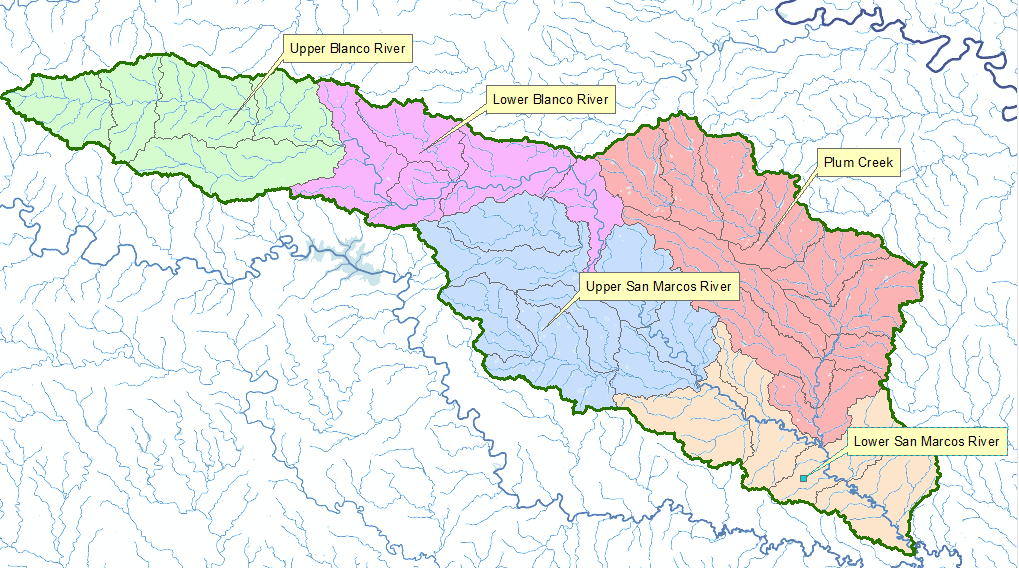 Upper Blanco River
Lower Blanco River
Plum Creek
Upper San Marcos River
Lower San Marcos River